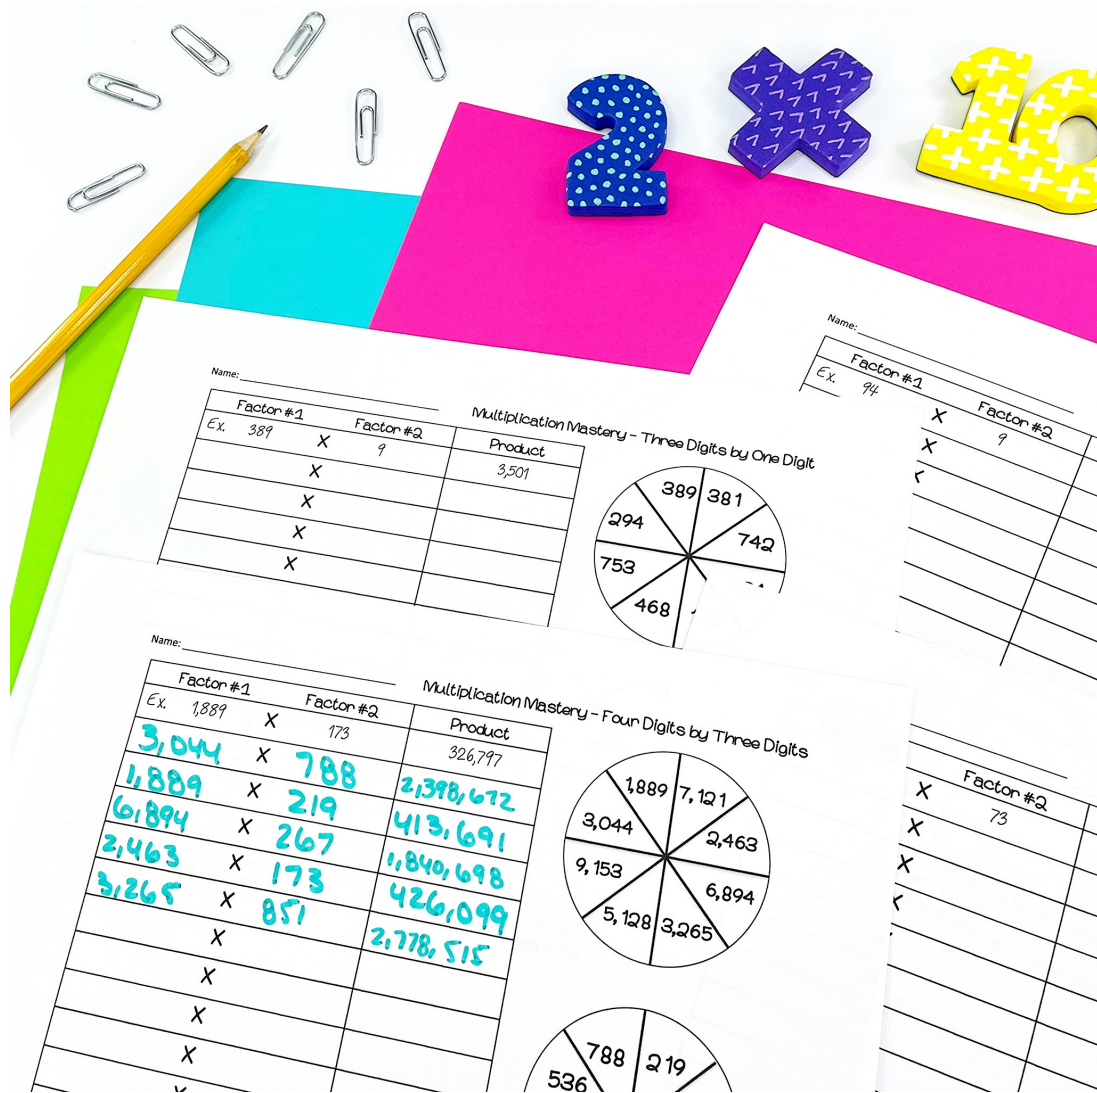 2 × 10
Name:
Factor #1 Factor #2
Ex. 94 X 9
X
Name:
Multiplication Mastery - Three Digits by One Digit
Factor #1 Factor #2 Product
Ex. 389 X 9 3,501
X
X
X
X
389 381
294 742
753
468
Name:
Multiplication Mastery - Four Digits by Three Digits
Factor #1 Factor #2 Product
Ex. 1,889 X 173 326,797
3,044 X 788 2,398,672
1,889 X 219 413,691
6,894 X 267 1,840,698
2,463 X 173 426,099
3,265 X 851 2,778,515
X
X
X
X
1,889 7,121
3,044 2,463
9,153 6,894
5,128 3,265
788 219
536
Factor #2
X 73
X
X